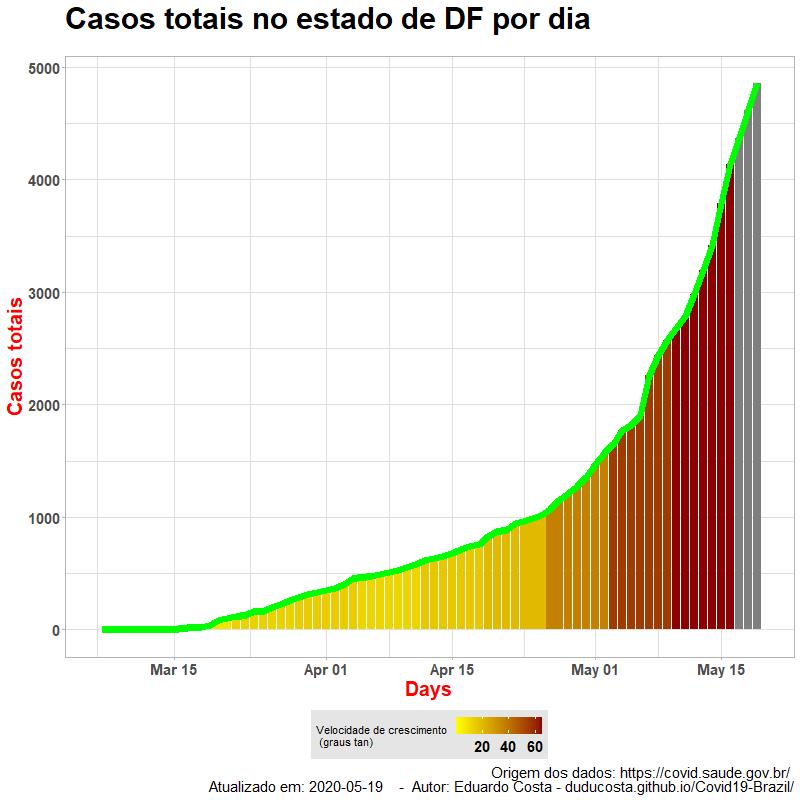 Casos totais no estado de DF por dia
5000
4000
3000
2000
1000
0
Casos totais
Mar 15 Apr 01 Apr 15 May 01 May 15
Days
Velocidade de crescimento
(graus tan)
20 40 60
Origem dos dados: https://covid.saude.gov.br/
Atualizado em: 2020-05-19 - Autor: Eduardo Costa - duducosta.github.io/Covid19-Brazil/